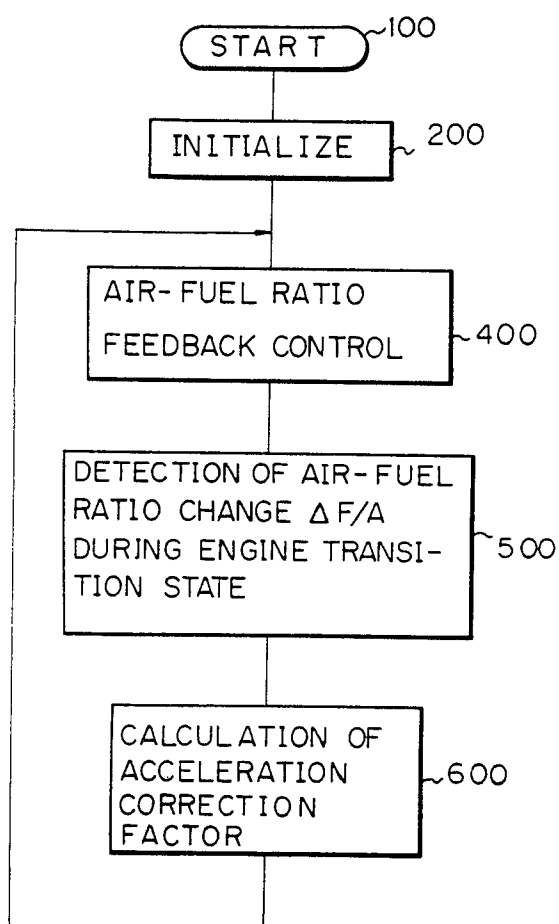 START
100
INITIALIZE
200
AIR-FUEL RATIO
FEEDBACK CONTROL
400
DETECTION OF AIR-FUEL
RATIO CHANGE Δ F/A
DURING ENGINE TRANSI-
TION STATE
500
CALCULATION OF
ACCELERATION
CORRECTION
FACTOR
600